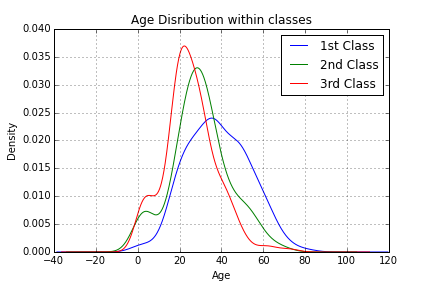 Age Disribution within classes
0.040
0.035
0.030
0.025
0.020
0.015
0.010
0.005
0.000
Density
1st Class
2nd Class
3rd Class
−40 −20 0 20 40 60 80 100 120
Age